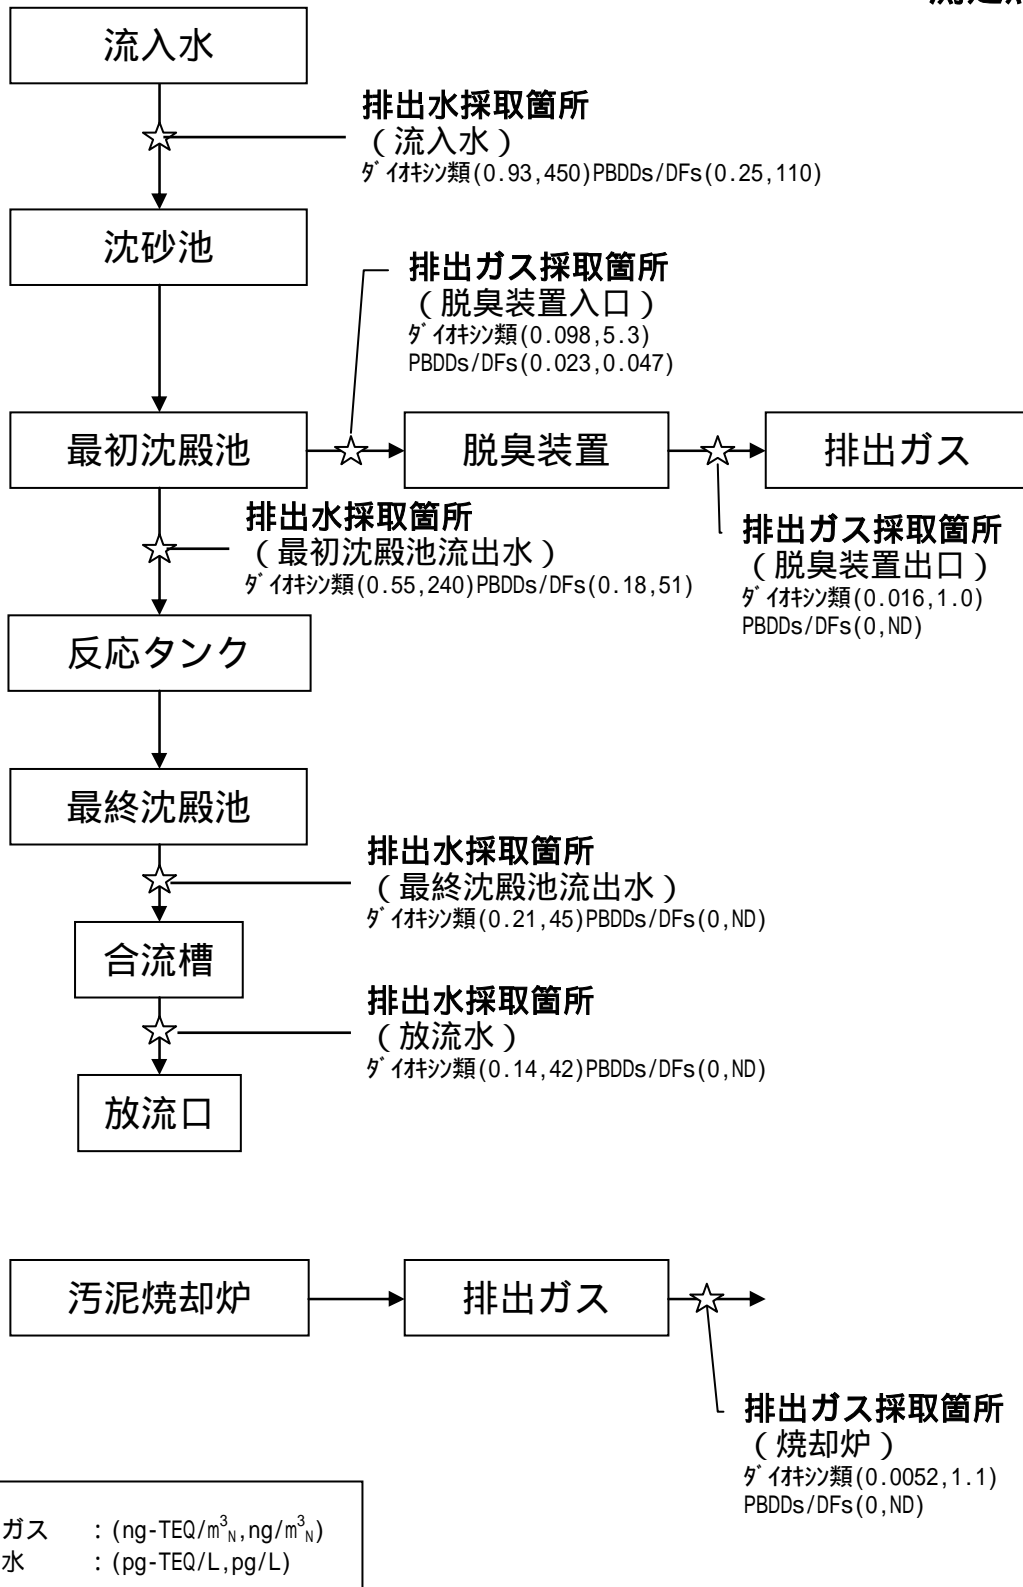 流入水
排出水採取箇所
(流入水)
ﾀﾞｲｵｷｼﾝ類(0.93,450)PBDDs/DFs(0.25,110)
沈砂池
排出ガス採取箇所
(脱臭装置入口)
ﾀﾞｲｵｷｼﾝ類(0.098,5.3)
PBDDs/DFs(0.023,0.047)
最初沈殿池
脱臭装置
排出ガス
排出水採取箇所
(最初沈殿池流出水)
ﾀﾞｲｵｷｼﾝ類(0.55,240)PBDDs/DFs(0.18,51)
排出ガス採取箇所
(脱臭装置出口)
ﾀﾞｲｵｷｼﾝ類(0.016,1.0)
PBDDs/DFs(0,ND)
反応タンク
最終沈殿池
排出水採取箇所
(最終沈殿池流出水)
ﾀﾞｲｵｷｼﾝ類(0.21,45)PBDDs/DFs(0,ND)
合流槽
排出水採取箇所
(放流水)
ﾀﾞｲｵｷｼﾝ類(0.14,42)PBDDs/DFs(0,ND)
放流口
汚泥焼却炉
排出ガス
排出ガス採取箇所
(焼却炉)
ﾀﾞｲｵｷｼﾝ類(0.0052,1.1)
PBDDs/DFs(0,ND)
ガス : (ng-TEQ/m³N,ng/m³N)
水 : (pg-TEQ/L,pg/L)